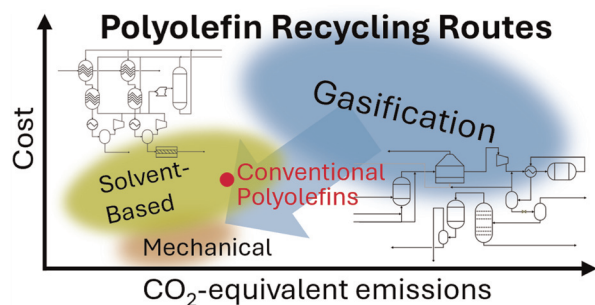 Polyolefin Recycling Routes
Cost
Gasification
Solvent-
Based
Conventional
Polyolefins
Mechanical
CO₂-equivalent emissions